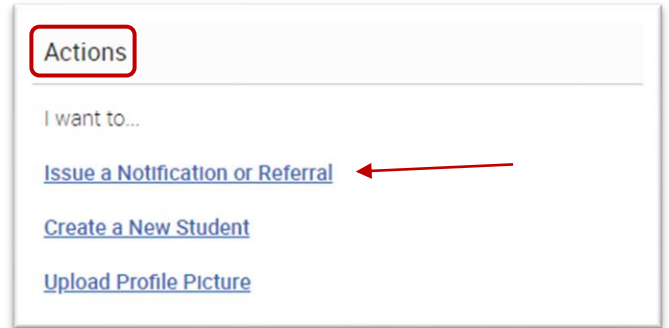 Actions
I want to...
Issue a Notification or Referral
Create a New Student
Upload Profile Picture